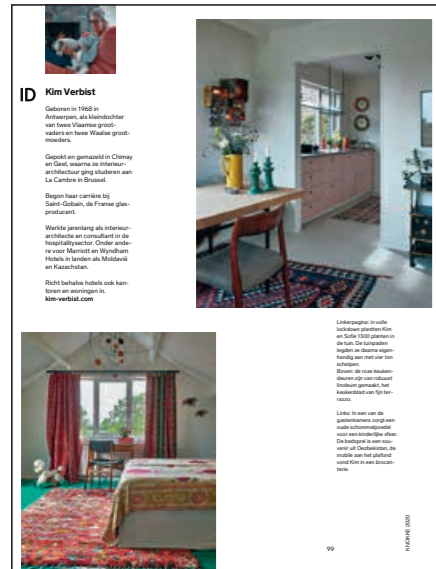 ID
Kim Verbist
Geboren in 1968 in
Antwerpen, als kleindochter
van twee Vlaamse groot-
vaders en twee Waalse groot-
moeders.
Gepokt en gemazeld in Chimay
en Geel, waarna ze interieur-
architectuur ging studeren aan
La Cambre in Brussel.
Begon haar carrière bij
Saint-Gobain, de Franse glas-
producent.
Werkte jarenlang als interieur-
architecte en consultant in de
hospitalitysector. Onder ande-
re voor Marriott en Wyndham
Hotels in landen als Moldavië
en Kazachstan.
Richt behalve hotels ook kan-
toren en woningen in.
kim-verbist.com
Linkerpagina: in volle
lockdown plantten Kim
en Sofie 1300 planten in
de tuin. De tuinpaden
legden ze daarna eigen-
handig aan met vier ton
schelpen.
Boven: de roze keuken-
deuren zijn van robuust
linoleum gemaakt, het
keukenblad van fijn ter-
razzo.
Links: In een van de
gastenkamers zorgt een
oude schommelpoedel
voor een kinderlijke sfeer.
De bedsprei is een sou-
venir uit Oezbekistan, de
mobile aan het plafond
vond Kim in een brocan-
terie.
99
KNOKKE 2020